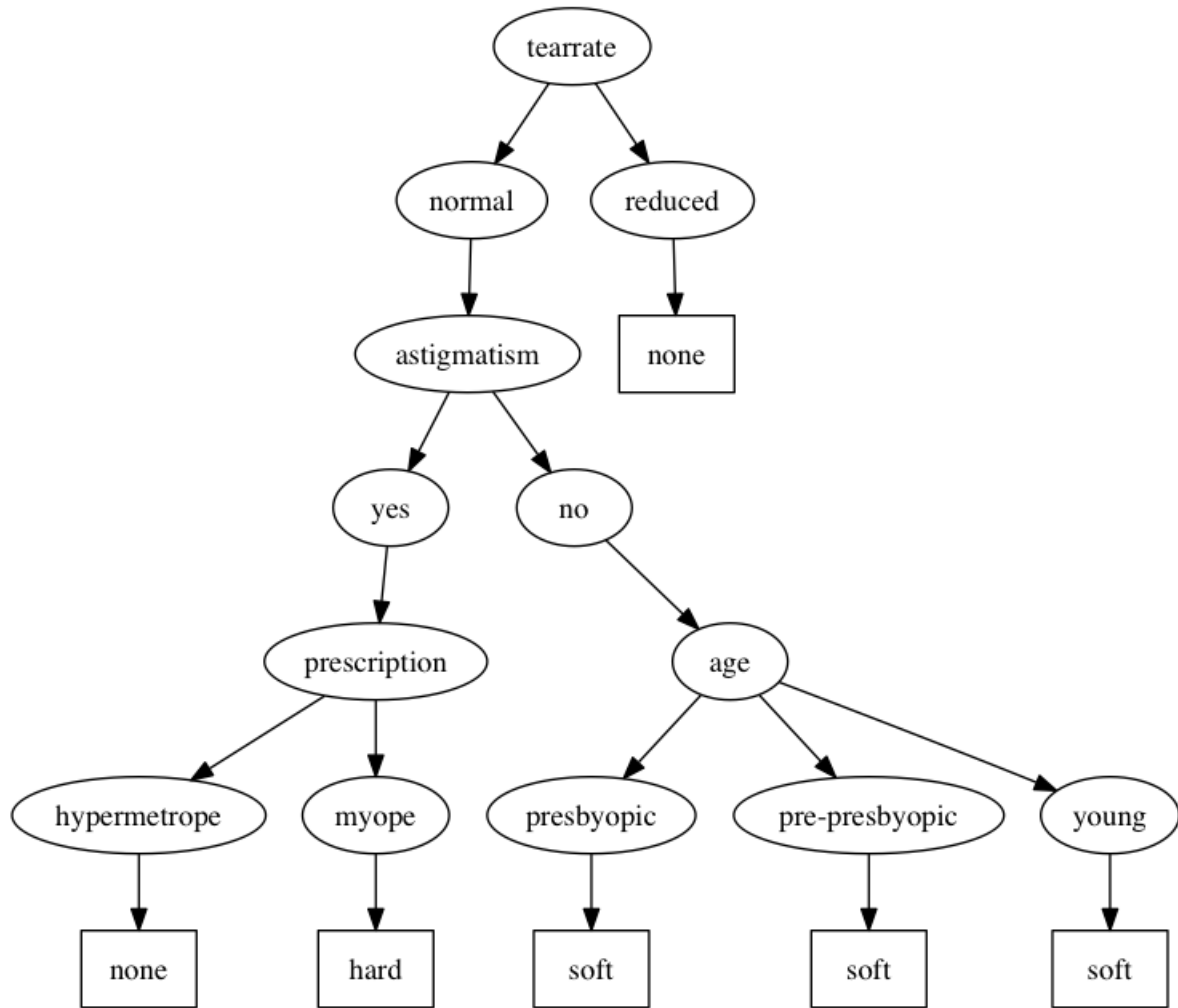 tearrate
normal
reduced
astigmatism
none
yes
no
prescription
age
hypermetrope
myope
presbyopic
pre-presbyopic
young
none
hard
soft
soft
soft